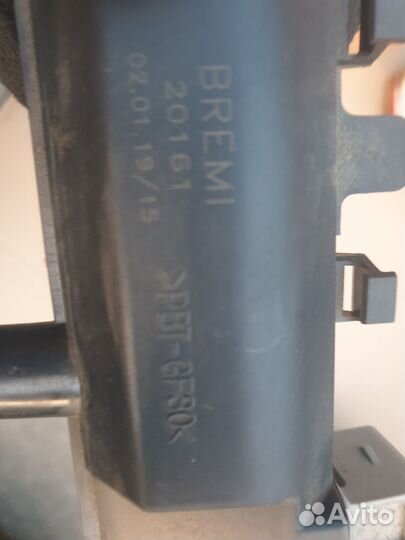 BREMI
20161
02.01.19/15
>PBT-GF30<
Avito